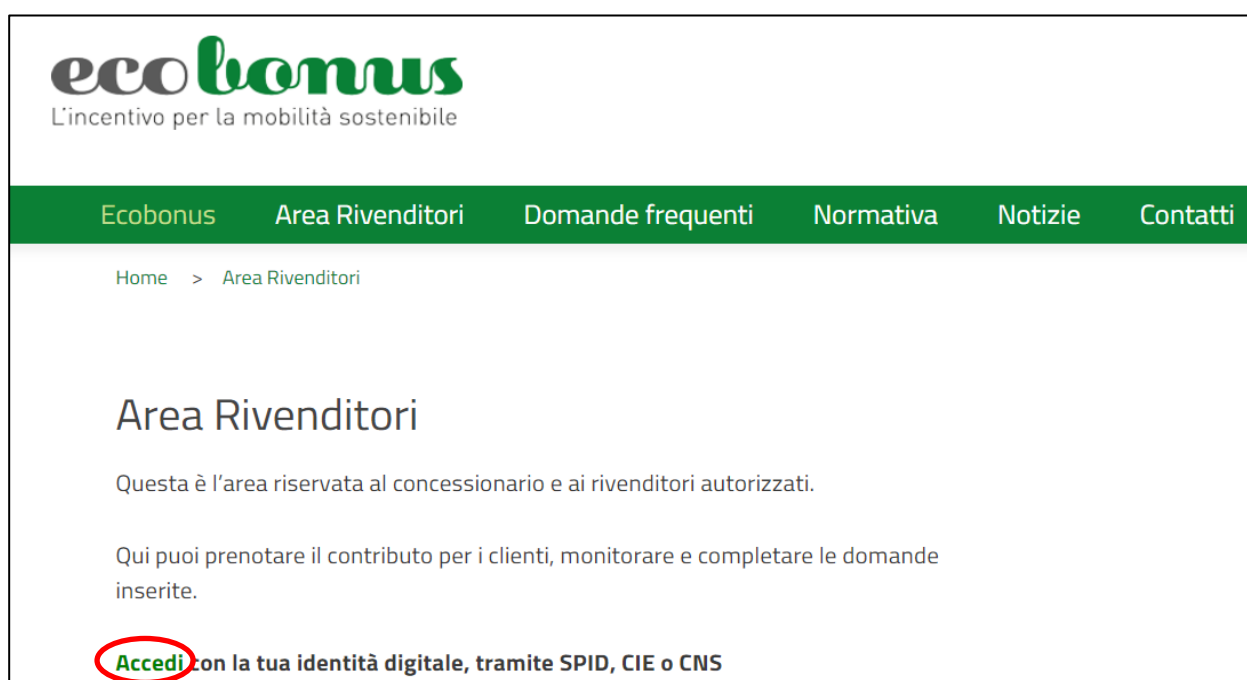 ecobonus
L'incentivo per la mobilità sostenibile
Ecobonus Area Rivenditori Domande frequenti Normativa Notizie Contatti
Home > Area Rivenditori
Area Rivenditori
Questa è l'area riservata al concessionario e ai rivenditori autorizzati.
Qui puoi prenotare il contributo per i clienti, monitorare e completare le domande
inserite.
Accedi con la tua identità digitale, tramite SPID, CIE o CNS